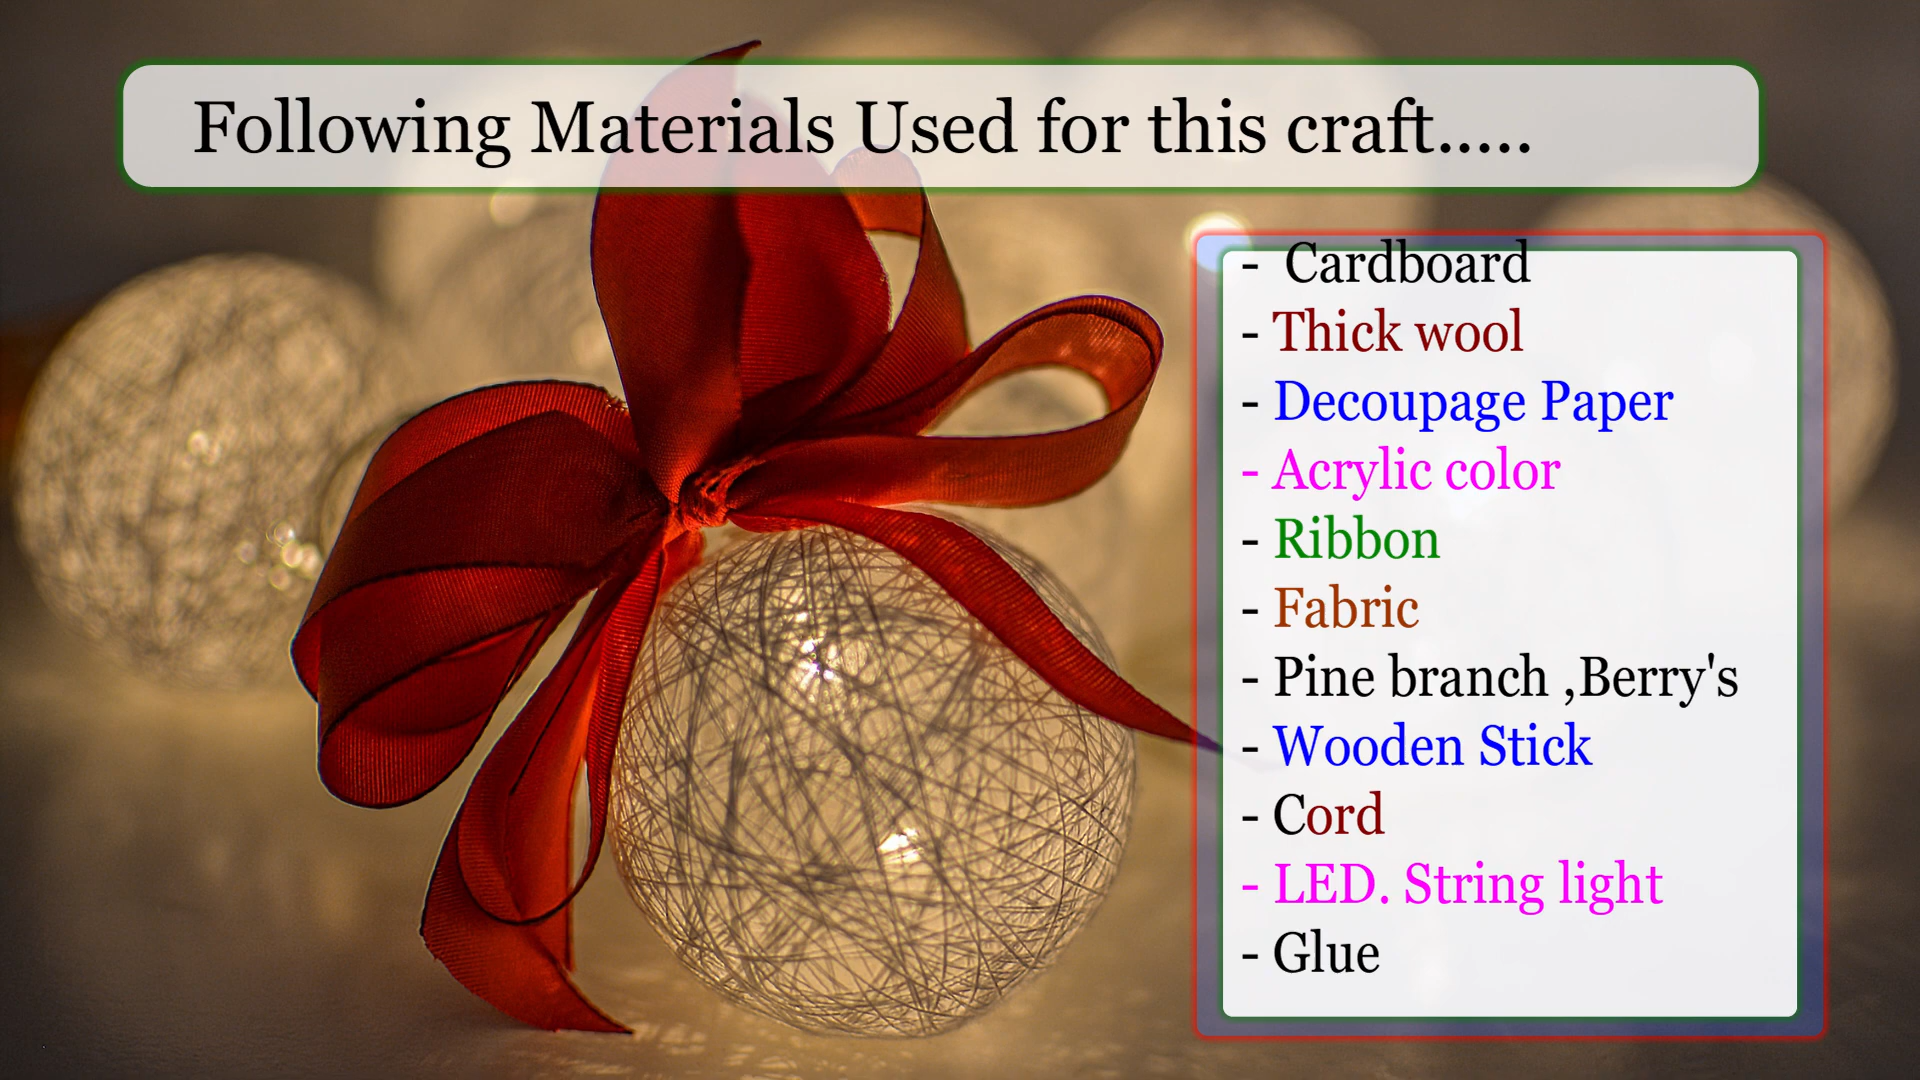 Following Materials Used for this craft.....
- Cardboard
- Thick wool
- Decoupage Paper
- Acrylic color
- Ribbon
- Fabric
- Pine branch ,Berry's
- Wooden Stick
- Cord
- LED. String light
- Glue